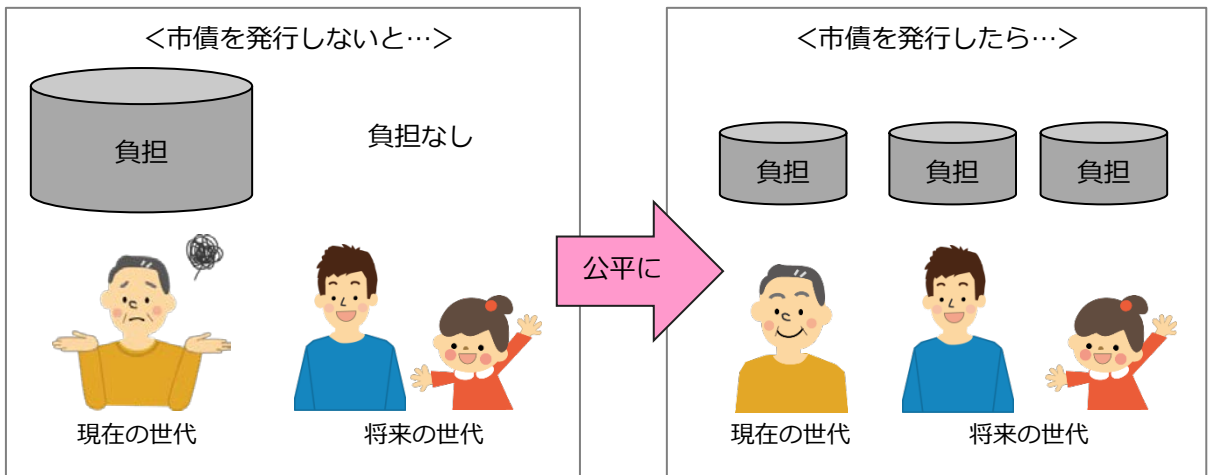 ＜市債を発行しないと…＞
負担
負担なし
現在の世代
将来の世代
公平に
＜市債を発行したら…＞
負担
負担
負担
現在の世代
将来の世代